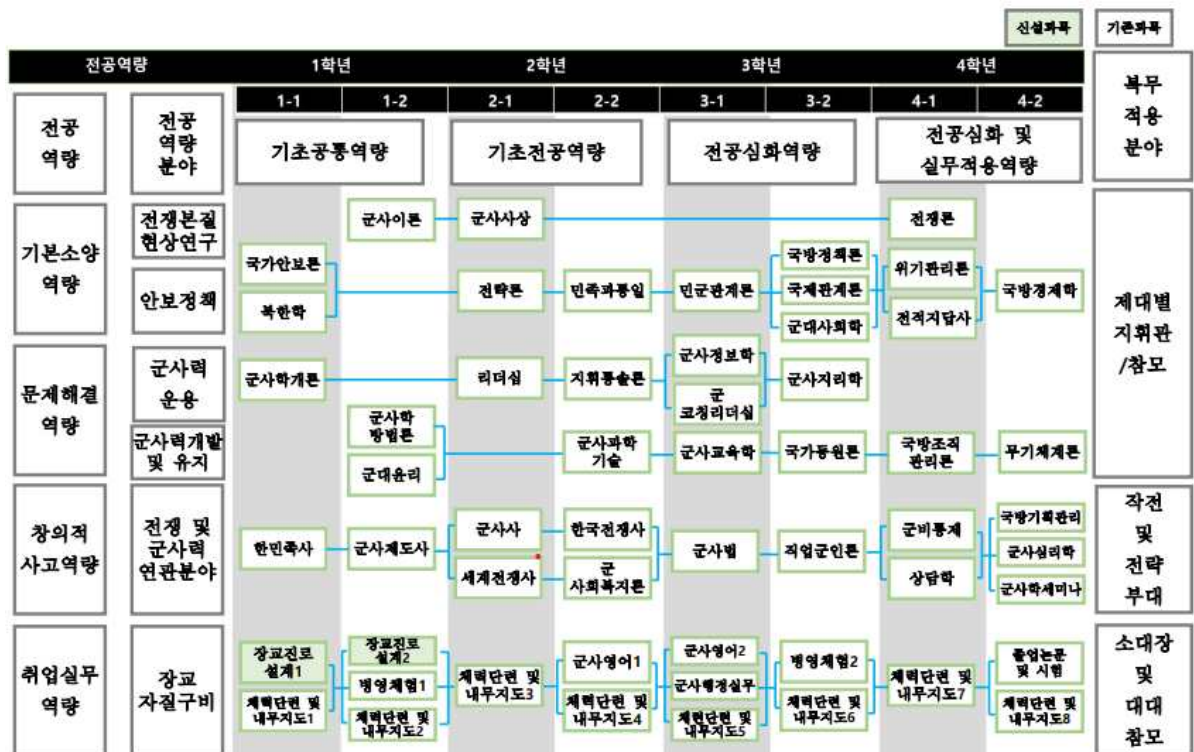 신설과목 기존과목
전공역량 1학년 2학년 3학년 4학년
복무
적용
분야
1-1 1-2 2-1 2-2 3-1 3-2 4-1 4-2
전공
역량
전공
역량
분야
기초공통역량
기초전공역량
전공심화역량
전공심화 및
실무적용역량
기본소양
역량
전쟁본질
현상연구
군사이론
군사사상
전쟁론
안보정책
국가안보론
북한학
전략론
민족과통일
민군관계론
국방정책론
국제관계론
군대사회학
위기관리론
전적지답사
국방경제학
제대별
지휘관
/참모
문제해결
역량
군사력
운용
군사학개론
리더십
지휘통솔론
군사정보학
군
코칭리더십
군사지리학
군사력개발
및 유지
군사학
방법론
군대윤리
군사과학
기술
군사교육학
국가동원론
국방조직
관리론
무기체계론
창의적
사고역량
전쟁 및
군사력
연관분야
한민족사
군사제도사
군사사
세계전쟁사
한국전쟁사
군
사회복지론
군사법
직업군인론
군비통제
상담학
국방기획관리
군사심리학
군사학세미나
작전
및
전략
부대
취업실무
역량
장교
자질구비
장교진로
설계1
체력단련 및
내무지도1
장교진로
설계2
병영체험1
체력단련 및
내무지도2
체력단련 및
내무지도3
군사영어1
체력단련 및
내무지도4
군사영어2
군사행정실무
체련단련 및
내무지도5
병영체험2
체력단련 및
내무지도6
체력단련 및
내무지도7
졸업논문
및 시험
체력단련 및
내무지도8
소대장
및
대대
참모